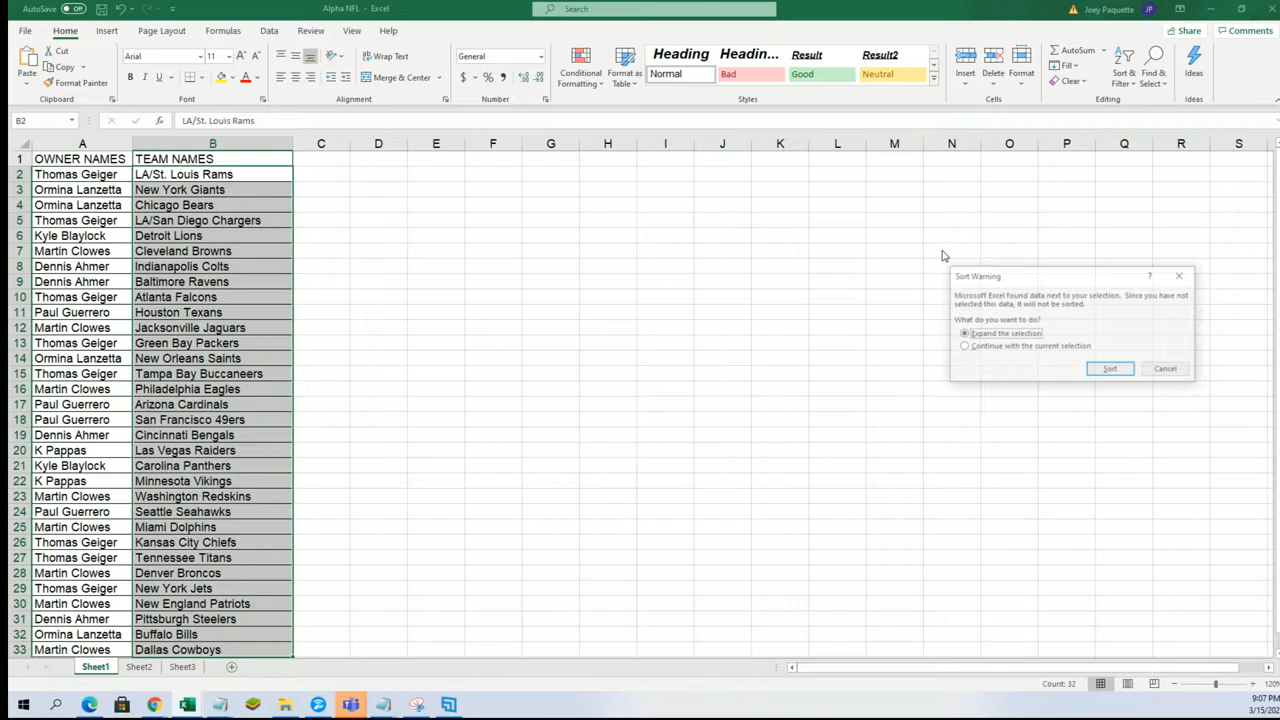 AutoSave Off Alpha NFL - Excel Search Joey Paquette JP
File Home Insert Page Layout Formulas Data Review View Help Share Comments
Paste Cut Copy Format Painter
Arial 11
B I U A A A
Wrap Text
Merge & Center
General
$ % ,
Conditional Formatting Format as Table
Heading Headin... Result Result2
Normal Bad Good Neutral
Insert Delete Format
AutoSum Fill Clear
Sort & Filter Find & Select Ideas
Clipboard Font Alignment Number Styles Cells Editing Ideas
B2 fx LA/St. Louis Rams
A B C D E F G H I J K L M N O P Q R S
1 OWNER NAMES TEAM NAMES
2 Thomas Geiger LA/St. Louis Rams
3 Ormina Lanzetta New York Giants
4 Ormina Lanzetta Chicago Bears
5 Thomas Geiger LA/San Diego Chargers
6 Kyle Blaylock Detroit Lions
7 Martin Clowes Cleveland Browns
8 Dennis Ahmer Indianapolis Colts
9 Dennis Ahmer Baltimore Ravens
10 Thomas Geiger Atlanta Falcons
11 Paul Guerrero Houston Texans
12 Martin Clowes Jacksonville Jaguars
13 Thomas Geiger Green Bay Packers
14 Ormina Lanzetta New Orleans Saints
15 Thomas Geiger Tampa Bay Buccaneers
16 Martin Clowes Philadelphia Eagles
17 Paul Guerrero Arizona Cardinals
18 Paul Guerrero San Francisco 49ers
19 Dennis Ahmer Cincinnati Bengals
20 K Pappas Las Vegas Raiders
21 Kyle Blaylock Carolina Panthers
22 K Pappas Minnesota Vikings
23 Martin Clowes Washington Redskins
24 Paul Guerrero Seattle Seahawks
25 Martin Clowes Miami Dolphins
26 Thomas Geiger Kansas City Chiefs
27 Thomas Geiger Tennessee Titans
28 Martin Clowes Denver Broncos
29 Thomas Geiger New York Jets
30 Martin Clowes New England Patriots
31 Dennis Ahmer Pittsburgh Steelers
32 Ormina Lanzetta Buffalo Bills
33 Martin Clowes Dallas Cowboys
Sort Warning ?
Microsoft Excel found data next to your selection. Since you have not
selected this data, it will not be sorted.
What do you want to do?
Expand the selection
Continue with the current selection
Sort Cancel
Sheet1 Sheet2 Sheet3
Count: 32 120%
9:07 PM
3/15/202